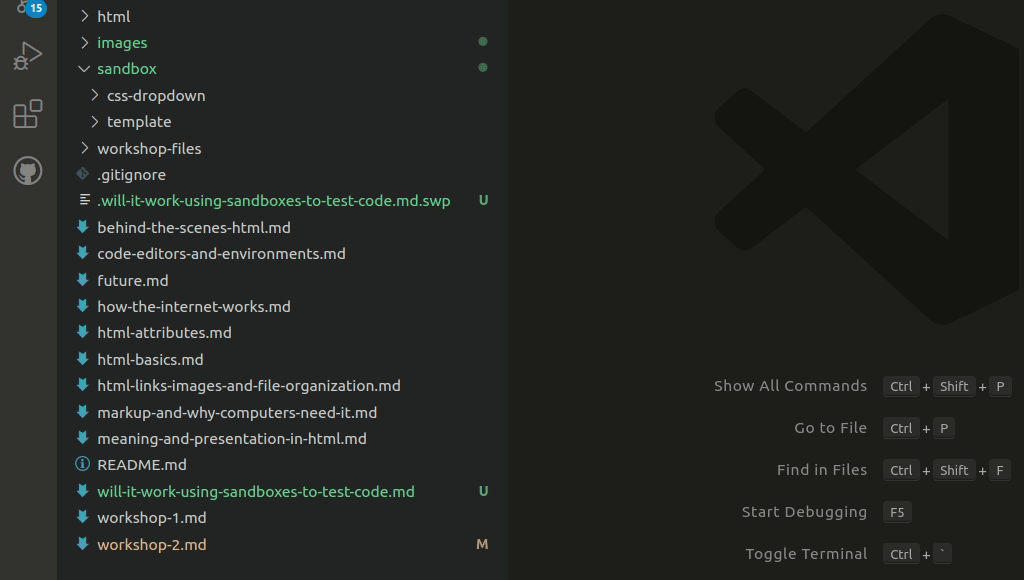 15
html
images
sandbox
css-dropdown
template
workshop-files
.gitignore
.will-it-work-using-sandboxes-to-test-code.md.swp U
behind-the-scenes-html.md
code-editors-and-environments.md
future.md
how-the-internet-works.md
html-attributes.md
html-basics.md
html-links-images-and-file-organization.md
markup-and-why-computers-need-it.md
meaning-and-presentation-in-html.md
README.md
will-it-work-using-sandboxes-to-test-code.md U
workshop-1.md
workshop-2.md M
Show All Commands Ctrl + Shift + P
Go to File Ctrl + P
Find in Files Ctrl + Shift + F
Start Debugging F5
Toggle Terminal Ctrl + `